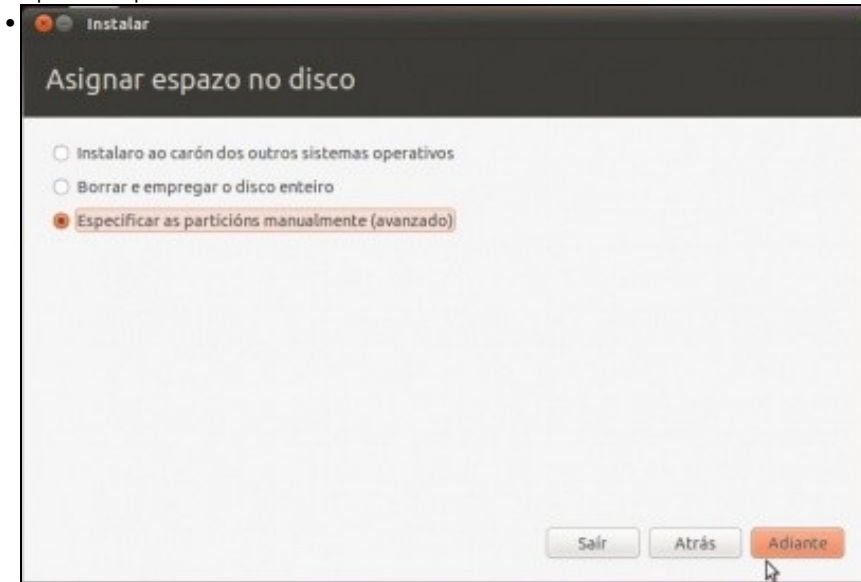 Instalar
Asignar espazo no disco
Instalaro ao carón dos outros sistemas operativos
Borrar e empregar o disco enteiro
Especificar as particións manualmente (avanzado)
Saír Atrás Adiante